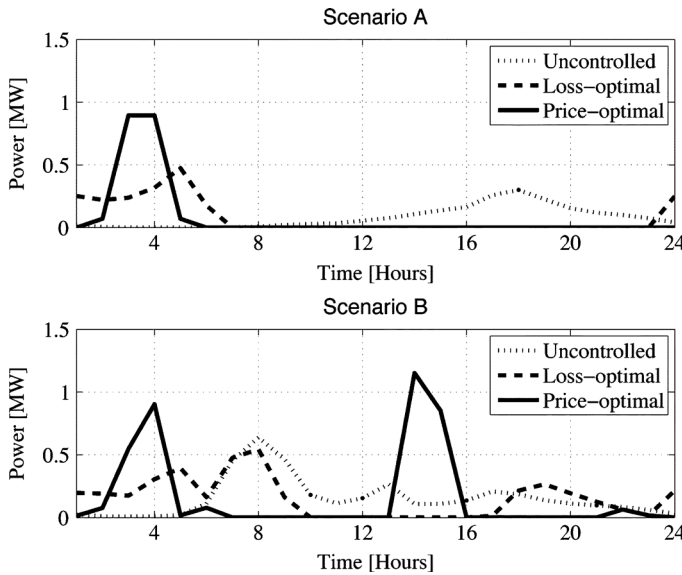 Scenario A
1.5
1
0.5
0
Power [MW]
Uncontrolled
Loss-optimal
Price-optimal
4 8 12 16 20 24
Time [Hours]
Scenario B
1.5
1
0.5
0
Power [MW]
Uncontrolled
Loss-optimal
Price-optimal
4 8 12 16 20 24
Time [Hours]